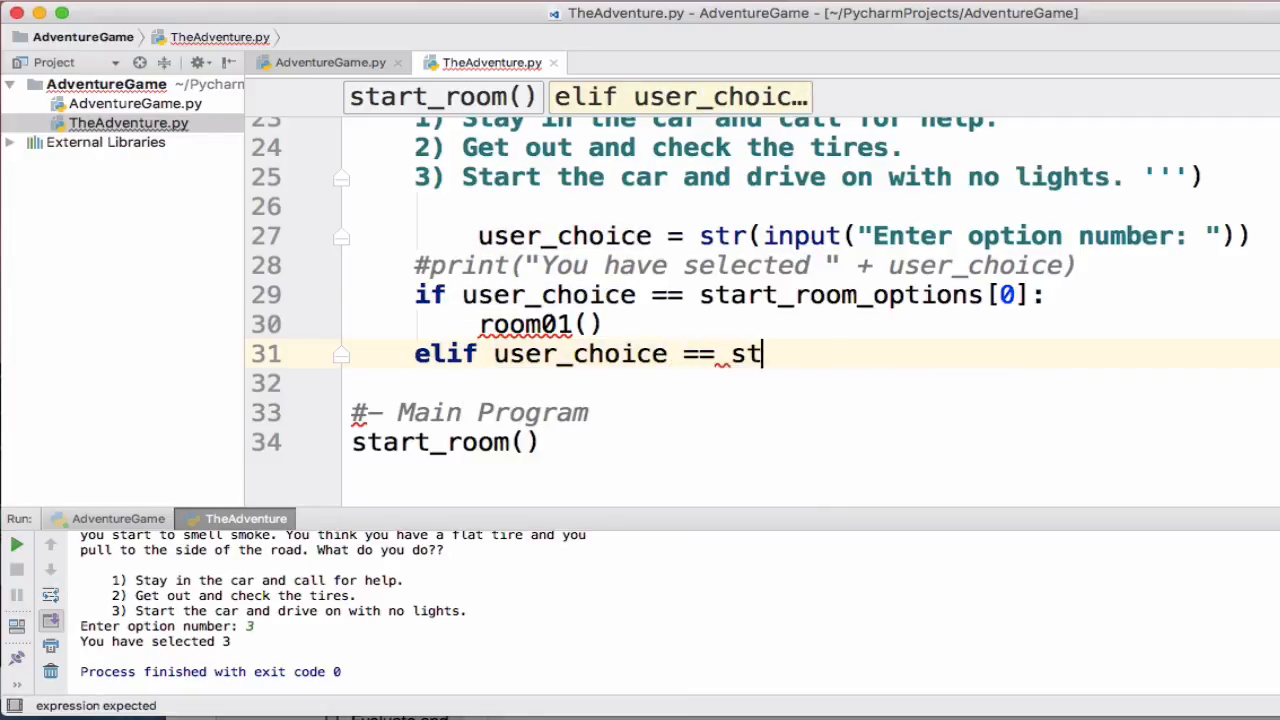 TheAdventure.py - AdventureGame - [~/PycharmProjects/AdventureGame]
AdventureGame TheAdventure.py
Project AdventureGame.py TheAdventure.py
AdventureGame ~/Pycharm
AdventureGame.py
TheAdventure.py
External Libraries
start_room() elif user_choic…
23 1) Stay in the car and call for help.
24 2) Get out and check the tires.
25 3) Start the car and drive on with no lights. ''')
26
27 user_choice = str(input("Enter option number: "))
28 #print("You have selected " + user_choice)
29 if user_choice == start_room_options[0]:
30 room01()
31 elif user_choice == st
32
33 #- Main Program
34 start_room()
Run: AdventureGame TheAdventure
you start to smell smoke. You think you have a flat tire and you
pull to the side of the road. What do you do??
1) Stay in the car and call for help.
2) Get out and check the tires.
3) Start the car and drive on with no lights.
Enter option number: 3
You have selected 3
Process finished with exit code 0
expression expected